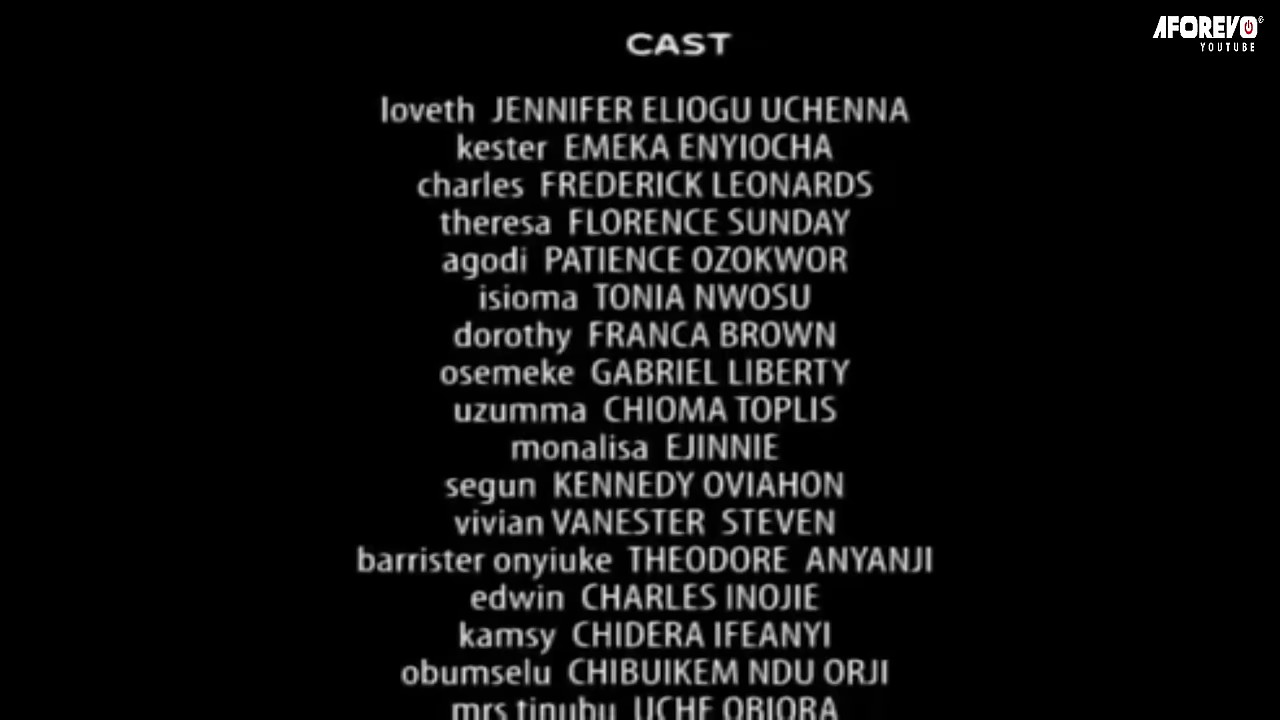 AFOREVO
YOUTUBE
CAST
loveth JENNIFER ELIOGU UCHENNA
kester EMEKA ENYIOCHA
charles FREDERICK LEONARDS
theresa FLORENCE SUNDAY
agodi PATIENCE OZOKWOR
isioma TONIA NWOSU
dorothy FRANCA BROWN
osemeke GABRIEL LIBERTY
uzumma CHIOMA TOPLIS
monalisa EJINNIE
segun KENNEDY OVIAHON
vivian VANESTER STEVEN
barrister onyiuke THEODORE ANYANJI
edwin CHARLES INOJIE
kamsy CHIDERA IFEANYI
obumselu CHIBUIKEM NDU ORJI
mrs tinubu UCHE OBIORA